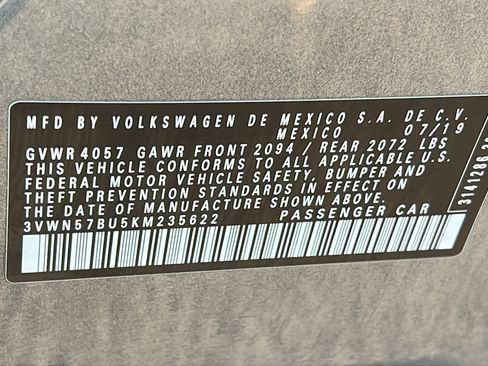 MFD BY VOLKSWAGEN DE MEXICO S.A. DE C.V.
MEXICO 07/19
GVWR 4057 GAWR FRONT 2094 / REAR 2072 LBS
THIS VEHICLE CONFORMS TO ALL APPLICABLE U.S.
FEDERAL MOTOR VEHICLE SAFETY, BUMPER AND
THEFT PREVENTION STANDARDS IN EFFECT ON
THE DATE OF MANUFACTURE SHOWN ABOVE.
3VWN57BU5KM235622 PASSENGER CAR
3141286